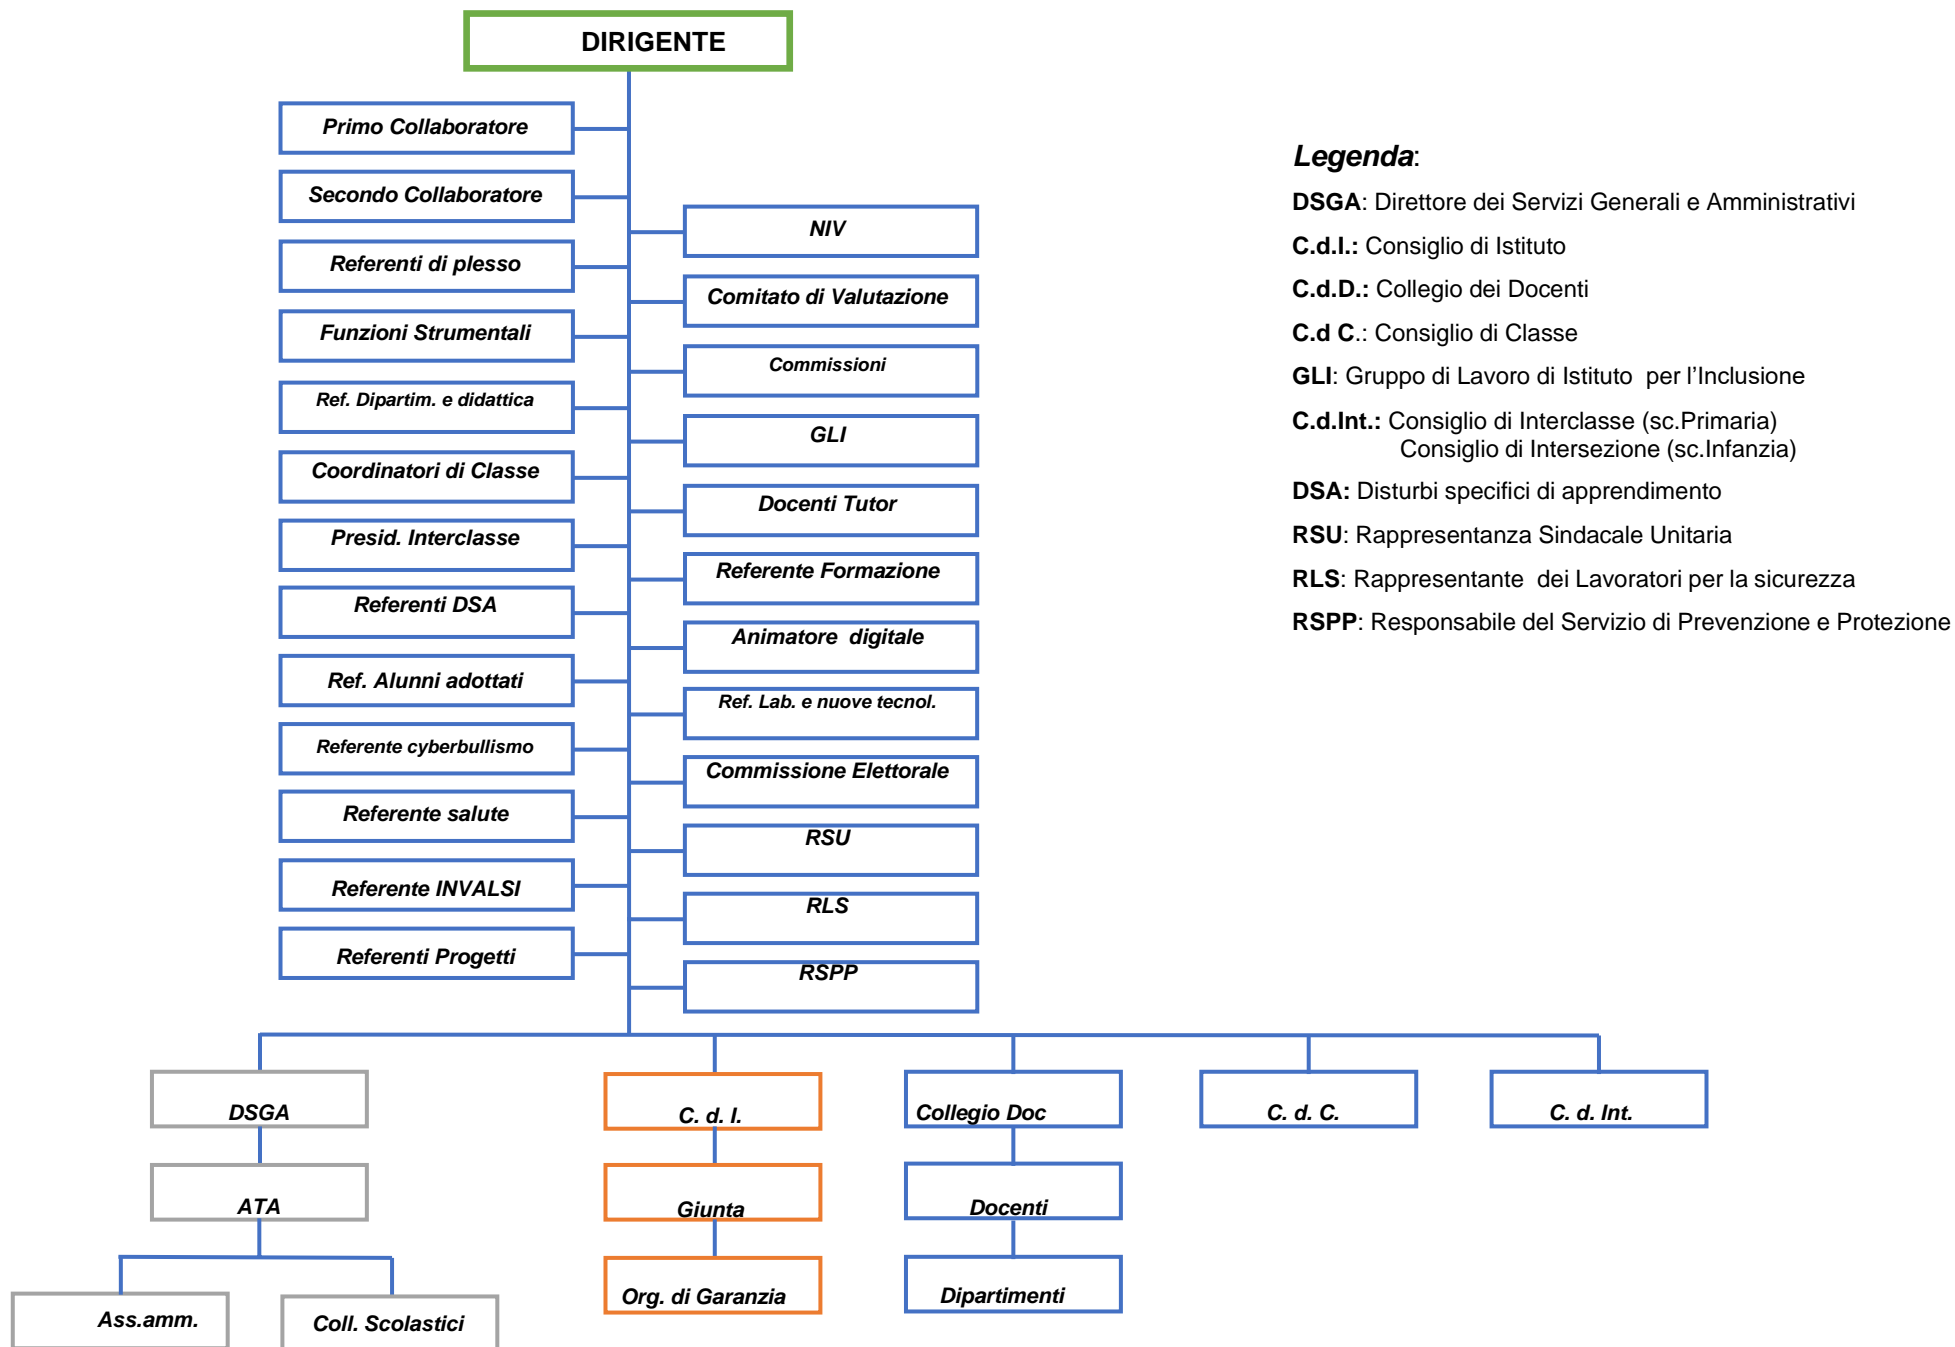 DIRIGENTE
Primo Collaboratore
Secondo Collaboratore
Referenti di plesso
Funzioni Strumentali
Ref. Dipartim. e didattica
Coordinatori di Classe
Presid. Interclasse
Referenti DSA
Ref. Alunni adottati
Referente cyberbullismo
Referente salute
Referente INVALSI
Referenti Progetti
NIV
Comitato di Valutazione
Commissioni
GLI
Docenti Tutor
Referente Formazione
Animatore digitale
Ref. Lab. e nuove tecnol.
Commissione Elettorale
RSU
RLS
RSPP
Legenda:
DSGA: Direttore dei Servizi Generali e Amministrativi
C.d.I.: Consiglio di Istituto
C.d.D.: Collegio dei Docenti
C.d C.: Consiglio di Classe
GLI: Gruppo di Lavoro di Istituto per l’Inclusione
C.d.Int.: Consiglio di Interclasse (sc.Primaria)
Consiglio di Intersezione (sc.Infanzia)
DSA: Disturbi specifici di apprendimento
RSU: Rappresentanza Sindacale Unitaria
RLS: Rappresentante dei Lavoratori per la sicurezza
RSPP: Responsabile del Servizio di Prevenzione e Protezione
DSGA
C. d. I.
Collegio Doc
C. d. C.
C. d. Int.
ATA
Giunta
Docenti
Ass.amm.
Coll. Scolastici
Org. di Garanzia
Dipartimenti